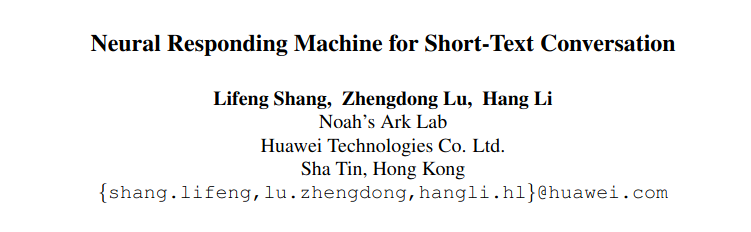 Neural Responding Machine for Short-Text Conversation
Lifeng Shang, Zhengdong Lu, Hang Li
Noah's Ark Lab
Huawei Technologies Co. Ltd.
Sha Tin, Hong Kong
{shang.lifeng,lu.zhengdong,hangli.hl}@huawei.com